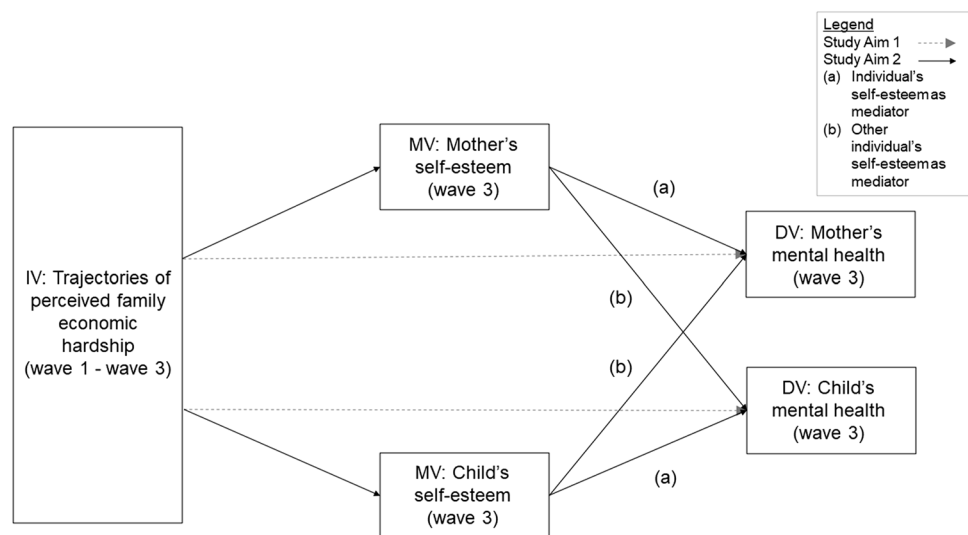 Legend
Study Aim 1
Study Aim 2
(a) Individual's
self-esteem as
mediator
(b) Other
individual's
self-esteem as
mediator
MV: Mother's
self-esteem
(wave 3)
(a)
DV: Mother's
mental health
(wave 3)
IV: Trajectories of
perceived family
economic
hardship
(wave 1 - wave 3)
(b)
(b)
DV: Child's
mental health
(wave 3)
MV: Child's
self-esteem
(wave 3)
(a)